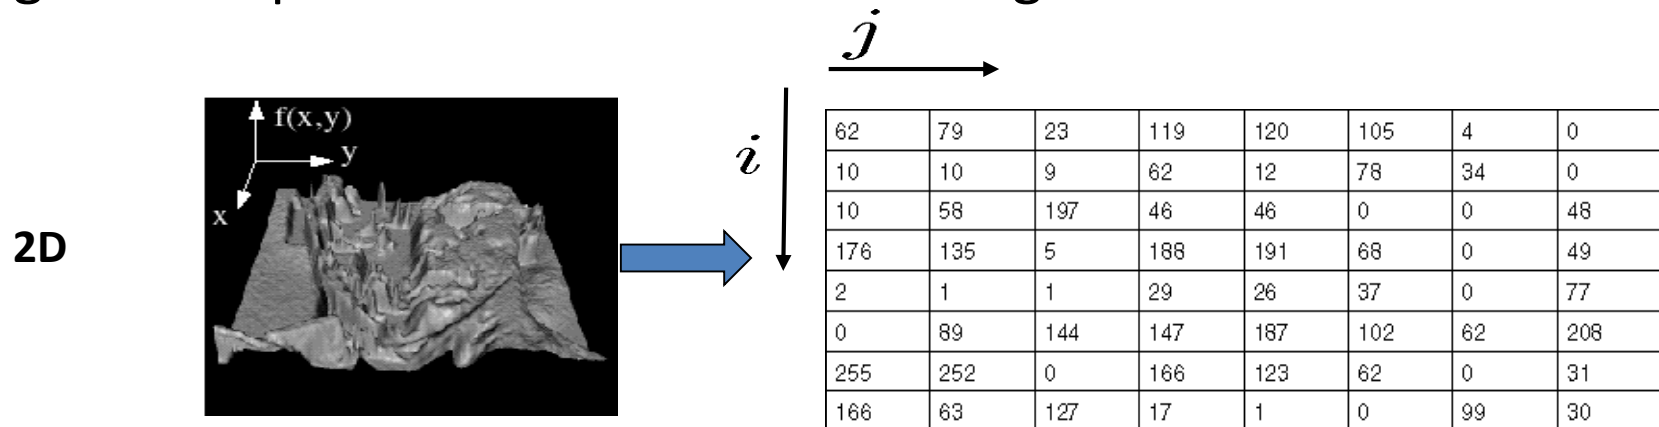 j
f(x,y)
y
x
i
2D
62 79 23 119 120 105 4 0
10 10 9 62 12 78 34 0
10 58 197 46 46 0 0 48
176 135 5 188 191 68 0 49
2 1 1 29 26 37 0 77
0 89 144 147 187 102 62 208
255 252 0 166 123 62 0 31
166 63 127 17 1 0 99 30